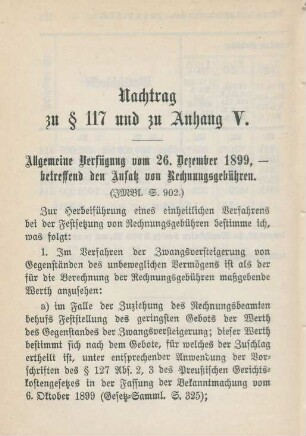 Nachtrag
zu § 117 und zu Anhang V.
Allgemeine Verfügung vom 26. Dezember 1899, —
betreffend den Ansatz von Rechnungsgebühren.
(JMBl. S. 902.)
Zur Herbeiführung eines einheitlichen Verfahrens
bei der Festsetzung von Rechnungsgebühren bestimme ich,
was folgt:
1. Im Verfahren der Zwangsversteigerung von
Gegenständen des unbeweglichen Vermögens ist als der
für die Berechnung der Rechnungsgebühren maßgebende
Werth anzusehen:
a) im Falle der Zuziehung des Rechnungsbeamten
behufs Feststellung des geringsten Gebots der Werth
des Gegenstandes der Zwangsversteigerung; dieser Werth
bestimmt sich nach dem Gebote, für welches der Zuschlag
ertheilt ist, unter entsprechender Anwendung der Vor-
schriften des § 127 Abs. 2, 3 des Preußischen Gerichts-
kostengesetzes in der Fassung der Bekanntmachung vom
6. Oktober 1899 (Gesetz-Samml. S. 325);